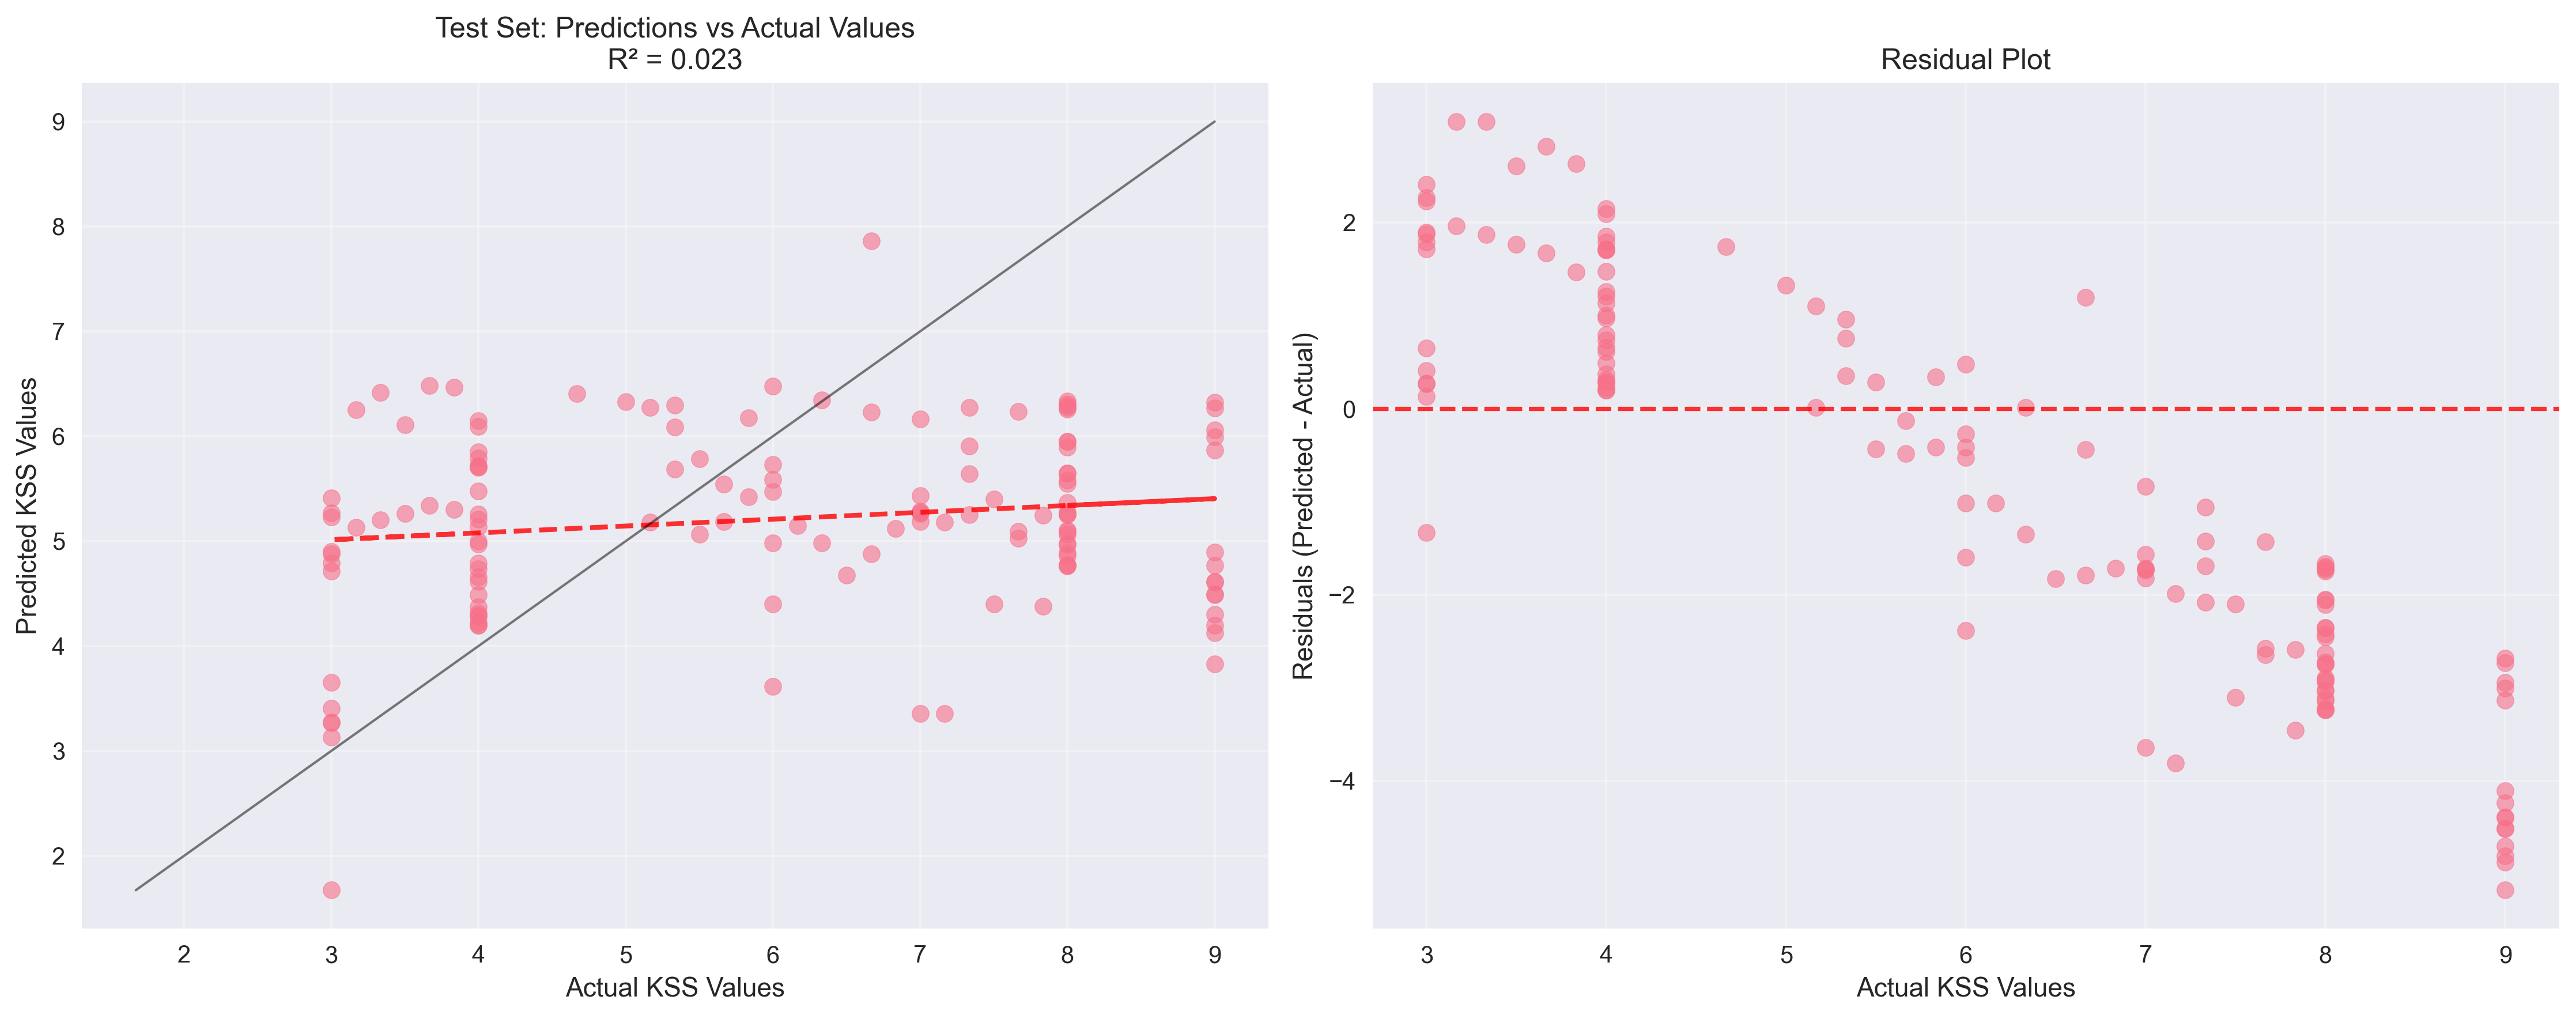 Test Set: Predictions vs Actual Values
R² = 0.023
Predicted KSS Values
9
8
7
6
5
4
3
2
2 3 4 5 6 7 8 9
Actual KSS Values
Residual Plot
Residuals (Predicted - Actual)
2
0
−2
−4
3 4 5 6 7 8 9
Actual KSS Values